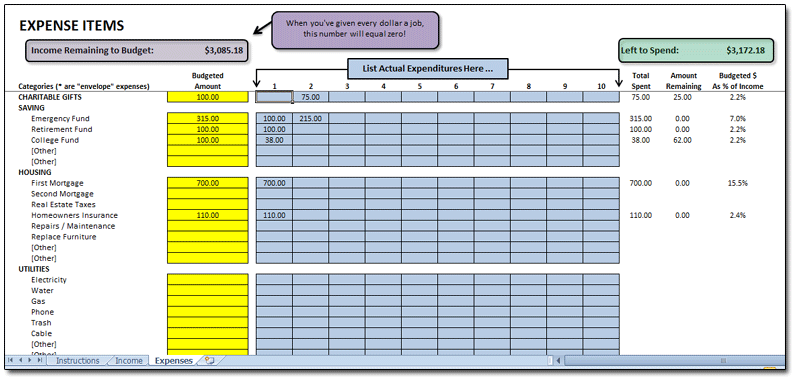 EXPENSE ITEMS
When you've given every dollar a job,
this number will equal zero!
Income Remaining to Budget: $3,085.18
Left to Spend: $3,172.18
List Actual Expenditures Here ...
Budgeted Total Amount Budgeted $
Categories (* are "envelope" expenses) Amount 1 2 3 4 5 6 7 8 9 10 Spent Remaining As % of Income
CHARITABLE GIFTS 100.00 75.00 75.00 25.00 2.2%
SAVING
Emergency Fund 315.00 100.00 215.00 315.00 0.00 7.0%
Retirement Fund 100.00 100.00 100.00 0.00 2.2%
College Fund 100.00 38.00 38.00 62.00 2.2%
[Other]
[Other]
HOUSING
First Mortgage 700.00 700.00 700.00 0.00 15.5%
Second Mortgage
Real Estate Taxes
Homeowners Insurance 110.00 110.00 110.00 0.00 2.4%
Repairs / Maintenance
Replace Furniture
[Other]
[Other]
UTILITIES
Electricity
Water
Gas
Phone
Trash
Cable
[Other]
[Other]
Instructions Income Expenses